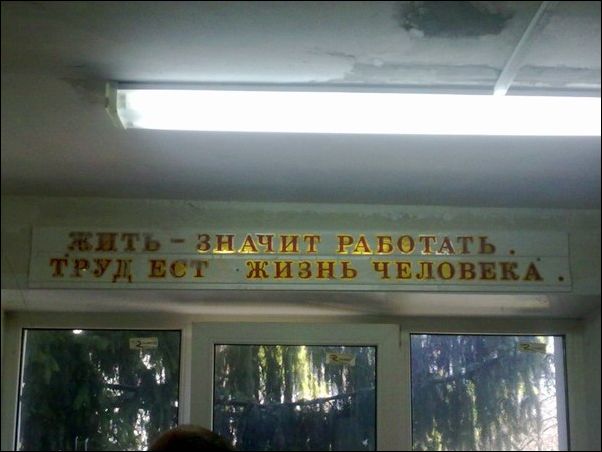 ЖИТЬ – ЗНАЧИТ РАБОТАТЬ.
ТРУД ЕСТ ЖИЗНЬ ЧЕЛОВЕКА.